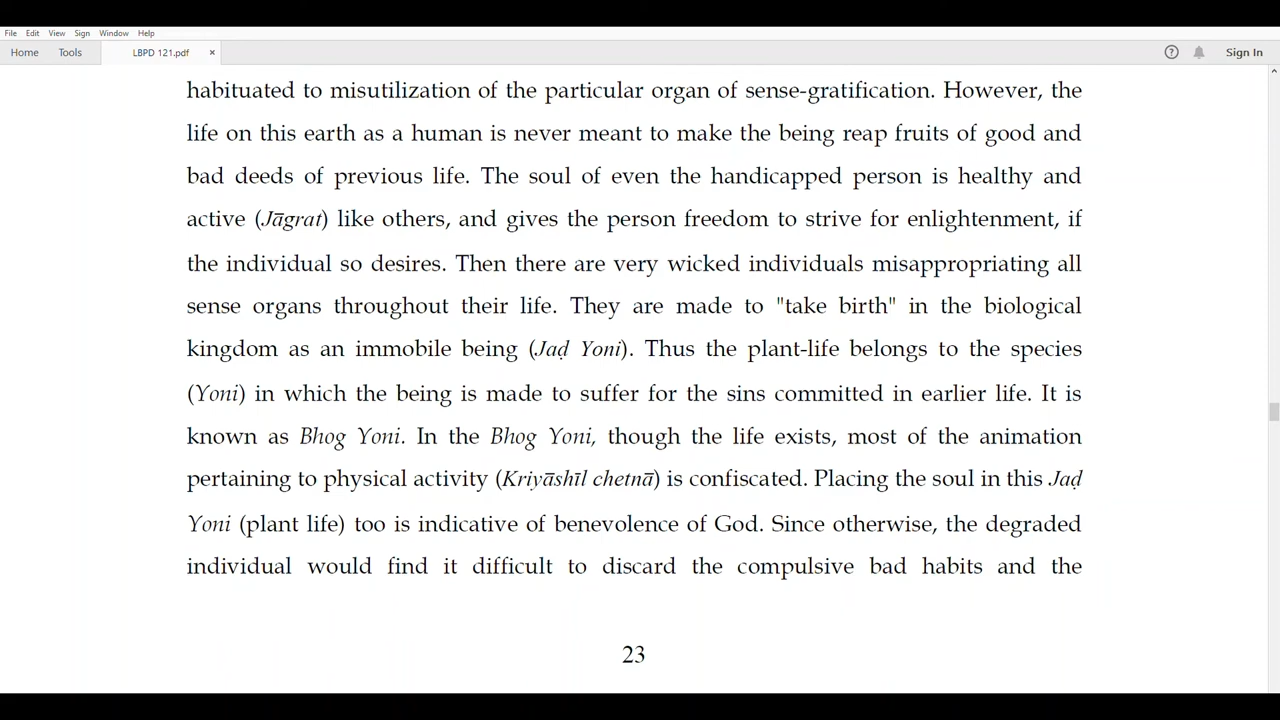 File Edit View Sign Window Help
Home Tools LBPD 121.pdf × Sign In
habituated to misutilization of the particular organ of sense-gratification. However, the
life on this earth as a human is never meant to make the being reap fruits of good and
bad deeds of previous life. The soul of even the handicapped person is healthy and
active (Jāgrat) like others, and gives the person freedom to strive for enlightenment, if
the individual so desires. Then there are very wicked individuals misappropriating all
sense organs throughout their life. They are made to "take birth" in the biological
kingdom as an immobile being (Jaḍ Yoni). Thus the plant-life belongs to the species
(Yoni) in which the being is made to suffer for the sins committed in earlier life. It is
known as Bhog Yoni. In the Bhog Yoni, though the life exists, most of the animation
pertaining to physical activity (Kriyāshīl chetnā) is confiscated. Placing the soul in this Jaḍ
Yoni (plant life) too is indicative of benevolence of God. Since otherwise, the degraded
individual would find it difficult to discard the compulsive bad habits and the
23